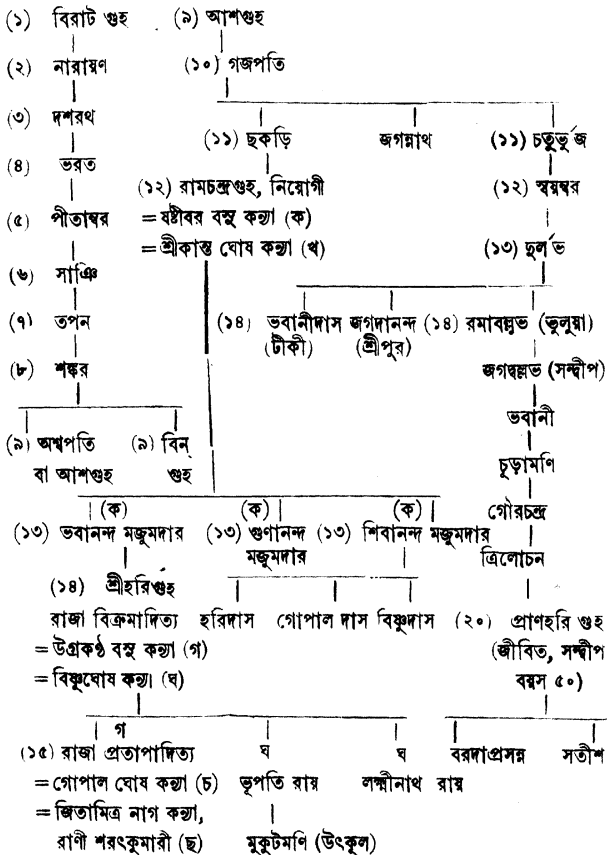 (১) বিরাট গুহ (৯) আশগুহ
(২) নারায়ণ (১০) গজপতি
(৩) দশরথ
(১১) ছকড়ি জগন্নাথ (১১) চতুর্ভুজ
(৪) ভরত
(১২) রামচন্দ্রগুহ, নিয়োগী (১২) স্বয়ম্বর
(৫) পীতাম্বর = ষষ্টীবর বসু কন্যা (ক)
= শ্রীকান্ত ঘোষ কন্যা (খ) (১৩) দুর্লভ
(৬) সাঞি
(৭) তপন (১৪) ভবানীদাস জগদানন্দ (১৪) রমাবল্লভ (ভুলুয়া)
(টাকী) (শ্রীপুর)
(৮) শঙ্কর জগদ্বল্লভ (সন্দ্বীপ)
ভবানী
(৯) অশ্বপতি (৯) বিন্
বা আশগুহ গুহ চূড়ামণি
(ক) (ক) (ক) গৌরচন্দ্র
(১৩) ভবানন্দ মজুমদার (১৩) গুণানন্দ (১৩) শিবানন্দ মজুমদার
মজুমদার ত্রিলোচন
(১৪) শ্রীহরিগুহ
রাজা বিক্রমাদিত্য হরিদাস গোপাল দাস বিষ্ণুদাস (২০) প্রাণহরি গুহ
= উগ্রকণ্ঠ বসু কন্যা (গ) (জীবিত, সন্দ্বীপ
= বিষ্ণুঘোষ কন্যা (ঘ) বয়স ৫০)
গ
(১৫) রাজা প্রতাপাদিত্য ঘ ঘ বরদাপ্রসন্ন সতীশ
= গোপাল ঘোষ কন্যা (চ) ভূপতি রায় লক্ষ্মীনাথ রায়
= জিতামিত্র নাগ কন্যা,
রাণী শরৎকুমারী (ছ) মুকুটমণি (উৎকূল)